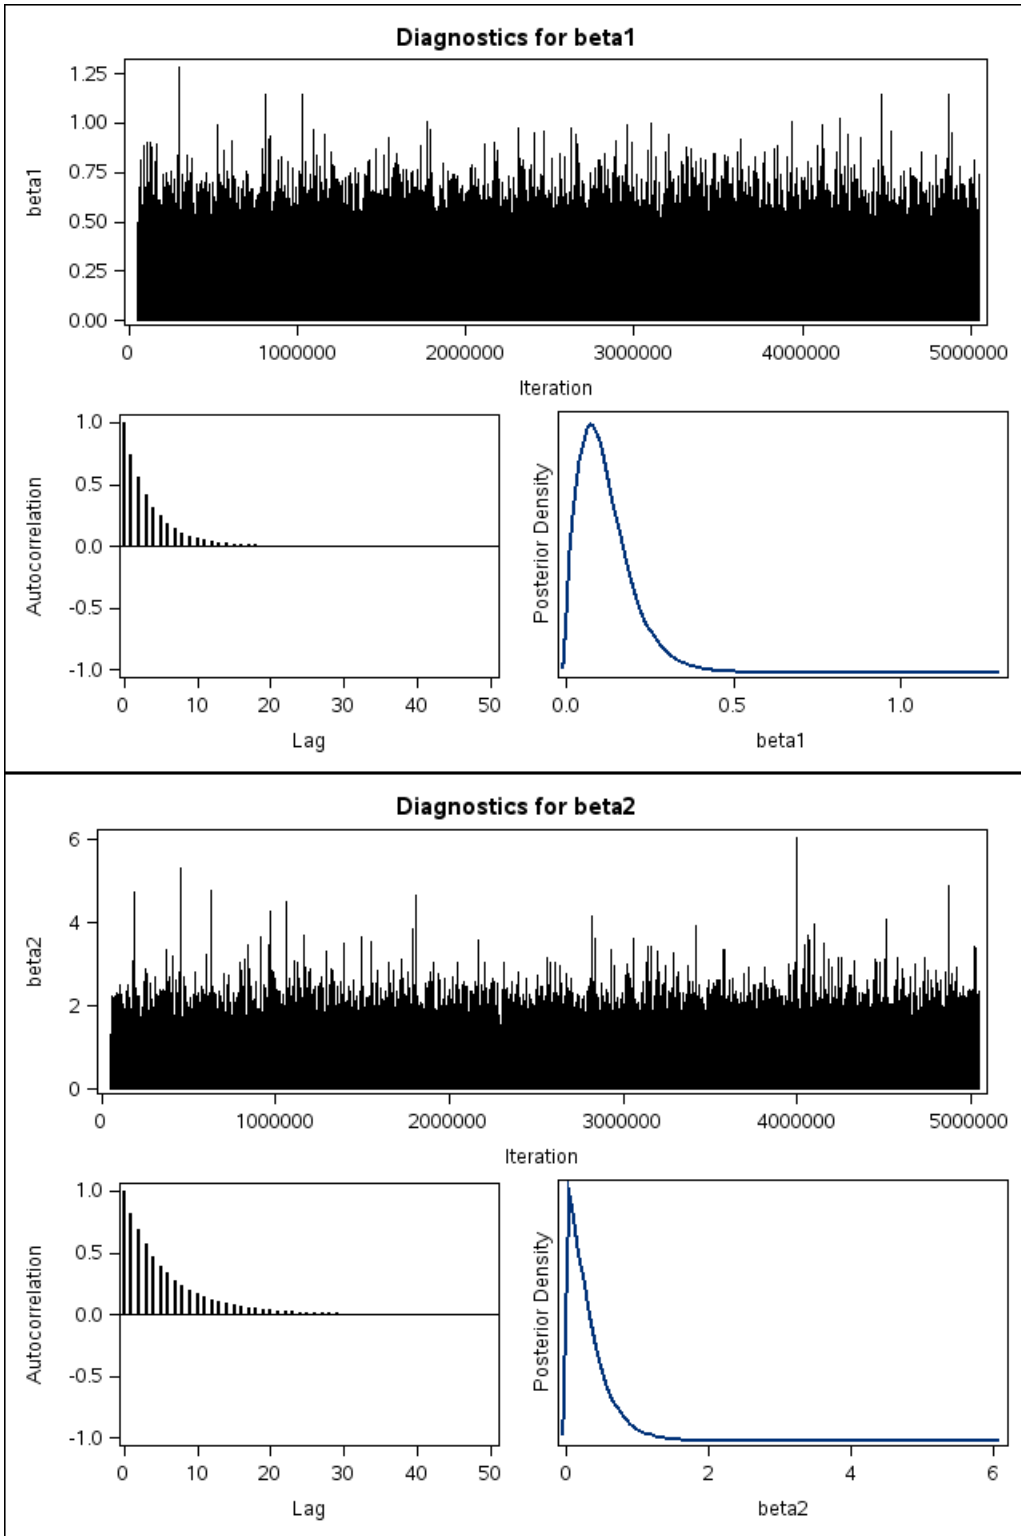 Diagnostics for beta1
1.25
1.00
0.75
0.50
0.25
0.00
beta1
0 1000000 2000000 3000000 4000000 5000000
Iteration
1.0
0.5
0.0
-0.5
-1.0
Autocorrelation
0 10 20 30 40 50
Lag
Posterior Density
0.0 0.5 1.0
beta1
Diagnostics for beta2
6
4
2
0
beta2
0 1000000 2000000 3000000 4000000 5000000
Iteration
1.0
0.5
0.0
-0.5
-1.0
Autocorrelation
0 10 20 30 40 50
Lag
Posterior Density
0 2 4 6
beta2